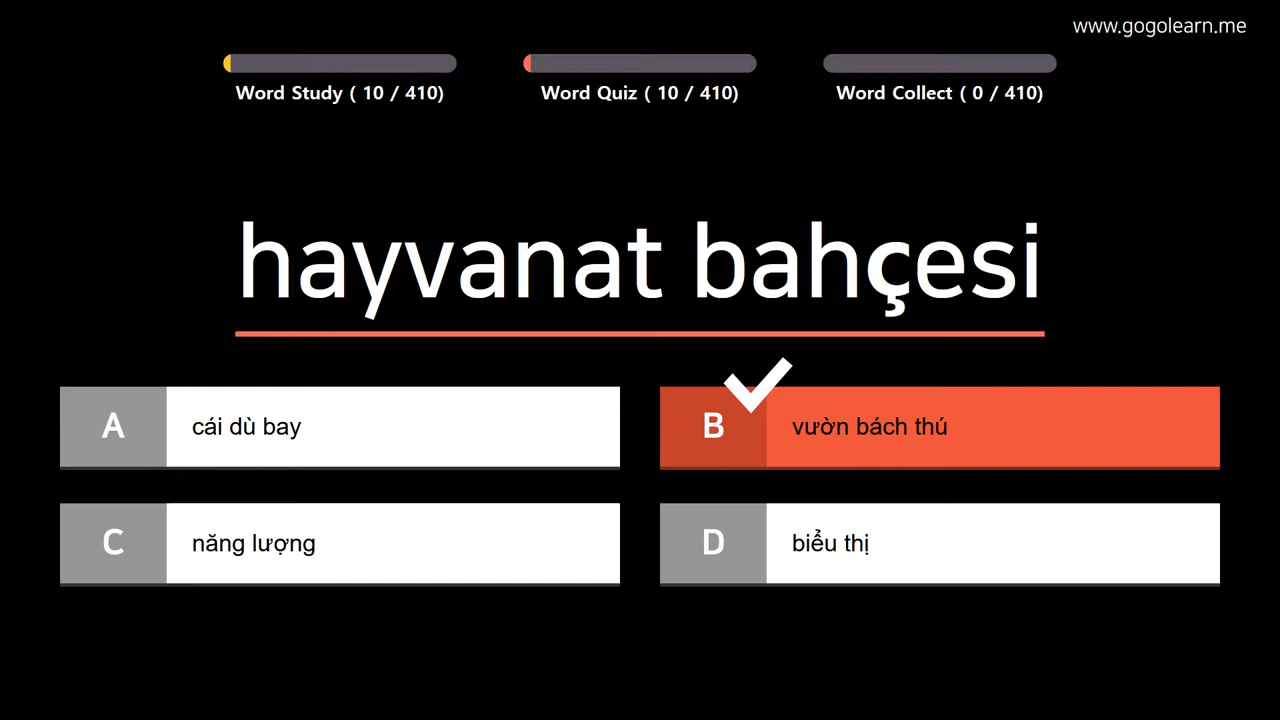 www.gogolearn.me
Word Study ( 10 / 410)
Word Quiz ( 10 / 410)
Word Collect ( 0 / 410)
hayvanat bahçesi
A cái dù bay
B vườn bách thú
C năng lượng
D biểu thị